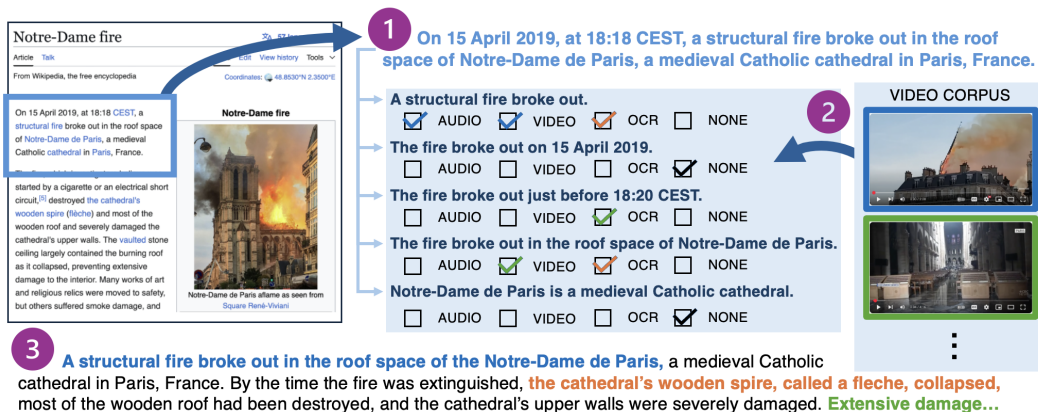 Notre-Dame fire
Article Talk
Edit View history Tools
From Wikipedia, the free encyclopedia
Coordinates: 48.8530°N 2.3500°E
On 15 April 2019, at 18:18 CEST, a
structural fire broke out in the roof space
of Notre-Dame de Paris, a medieval
Catholic cathedral in Paris, France.
started by a cigarette or an electrical short
circuit,[5] destroyed the cathedral's
wooden spire (flèche) and most of the
wooden roof and severely damaged the
cathedral's upper walls. The vaulted stone
ceiling largely contained the burning roof
as it collapsed, preventing extensive
damage to the interior. Many works of art
and religious relics were moved to safety,
but others suffered smoke damage, and
Notre-Dame fire
Notre-Dame de Paris aflame as seen from
Square René-Viviani
1
On 15 April 2019, at 18:18 CEST, a structural fire broke out in the roof
space of Notre-Dame de Paris, a medieval Catholic cathedral in Paris, France.
A structural fire broke out.
AUDIO VIDEO OCR NONE
The fire broke out on 15 April 2019.
AUDIO VIDEO OCR NONE
The fire broke out just before 18:20 CEST.
AUDIO VIDEO OCR NONE
The fire broke out in the roof space of Notre-Dame de Paris.
AUDIO VIDEO OCR NONE
Notre-Dame de Paris is a medieval Catholic cathedral.
AUDIO VIDEO OCR NONE
2
VIDEO CORPUS
3
A structural fire broke out in the roof space of the Notre-Dame de Paris, a medieval Catholic
cathedral in Paris, France. By the time the fire was extinguished, the cathedral's wooden spire, called a fleche, collapsed,
most of the wooden roof had been destroyed, and the cathedral's upper walls were severely damaged. Extensive damage…